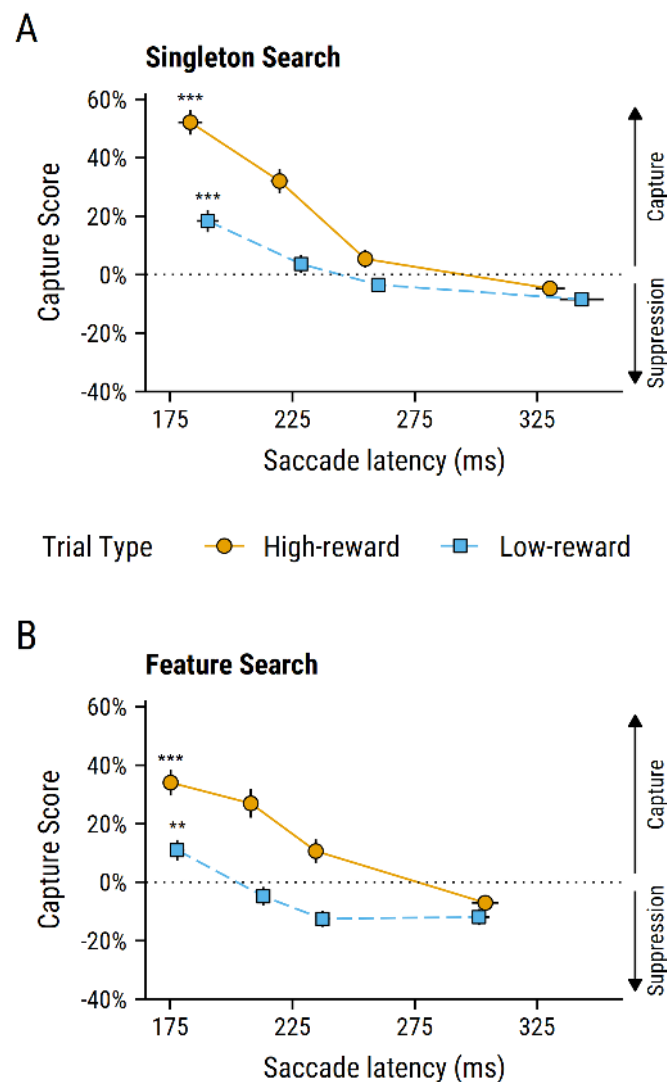 A
Singleton Search
60%
40%
20%
0%
-20%
-40%
Capture Score
***
***
Capture
Suppression
175 225 275 325
Saccade latency (ms)
Trial Type High-reward Low-reward
B
Feature Search
60%
40%
20%
0%
-20%
-40%
Capture Score
***
**
Capture
Suppression
175 225 275 325
Saccade latency (ms)